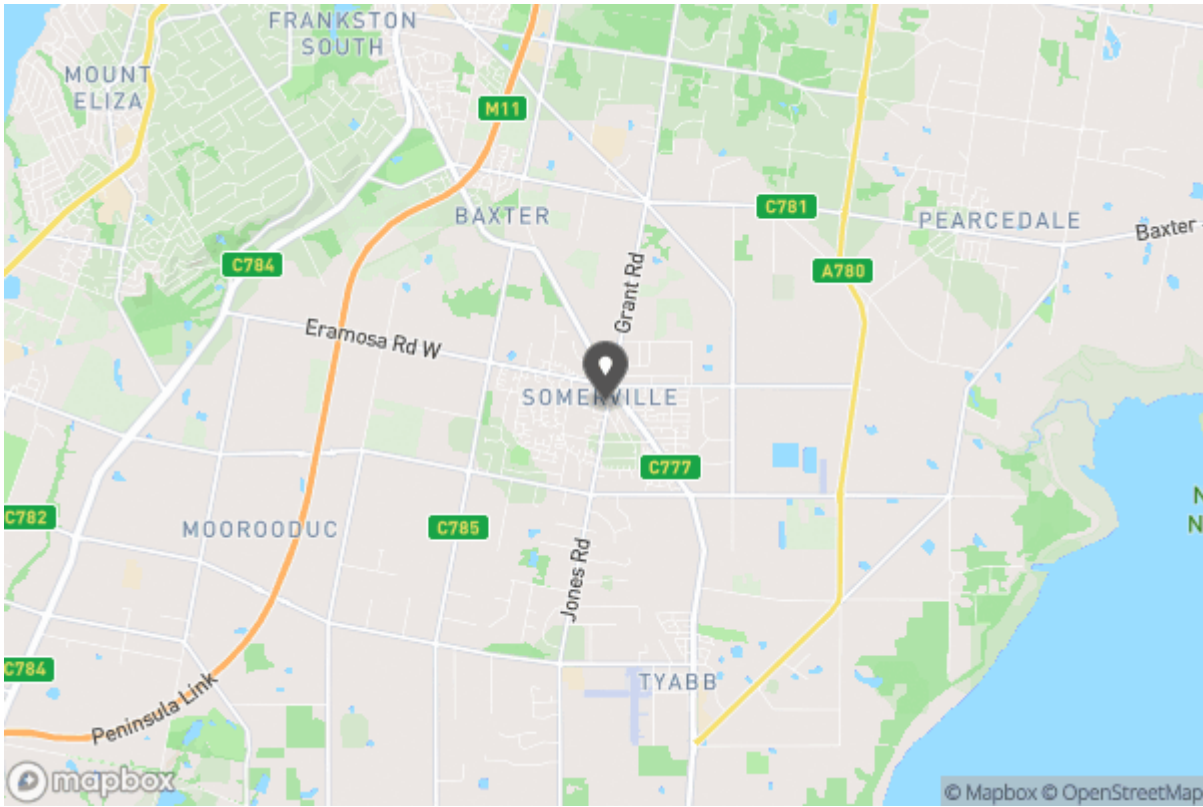 FRANKSTON
SOUTH
MOUNT
ELIZA
M11
BAXTER
C781
PEARCEDALE
Baxter
C784
A780
Grant Rd
Eramosa Rd W
SOMERVILLE
C777
C782
C785
MOOROODUC
N
N
Jones Rd
C784
TYABB
Peninsula Link
mapbox
© Mapbox © OpenStreetMap